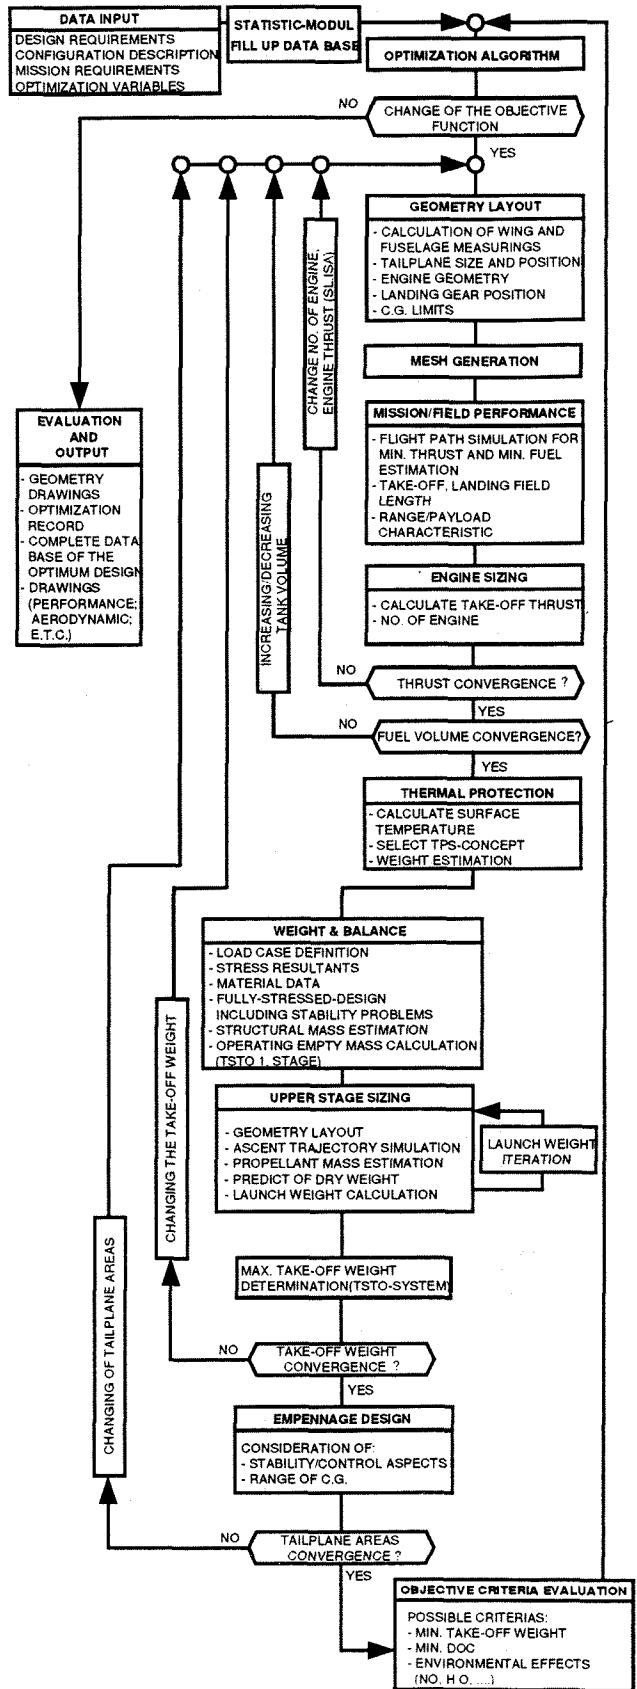 DATA INPUT
DESIGN REQUIREMENTS
CONFIGURATION DESCRIPTION
MISSION REQUIREMENTS
OPTIMIZATION VARIABLES
STATISTIC-MODUL
FILL UP DATA BASE
OPTIMIZATION ALGORITHM
NO
CHANGE OF THE OBJECTIVE
FUNCTION
YES
GEOMETRY LAYOUT
- CALCULATION OF WING AND
FUSELAGE MEASURINGS
- TAILPLANE SIZE AND POSITION
- ENGINE GEOMETRY
- LANDING GEAR POSITION
- C.G. LIMITS
CHANGE NO. OF ENGINE,
ENGINE THRUST (SL.ISA)
MESH GENERATION
MISSION/FIELD PERFORMANCE
- FLIGHT PATH SIMULATION FOR
MIN. THRUST AND MIN. FUEL
ESTIMATION
- TAKE-OFF, LANDING FIELD
LENGTH
- RANGE/PAYLOAD
CHARACTERISTIC
EVALUATION
AND
OUTPUT
- GEOMETRY
DRAWINGS
- OPTIMIZATION
RECORD
- COMPLETE DATA
BASE OF THE
OPTIMUM DESIGN
- DRAWINGS
(PERFORMANCE;
AERODYNAMIC;
E.T.C.)
INCREASING/DECREASING
TANK VOLUME
ENGINE SIZING
- CALCULATE TAKE-OFF THRUST
- NO. OF ENGINE
NO
THRUST CONVERGENCE ?
YES
NO
FUEL VOLUME CONVERGENCE?
YES
THERMAL PROTECTION
- CALCULATE SURFACE
TEMPERATURE
- SELECT TPS-CONCEPT
- WEIGHT ESTIMATION
WEIGHT & BALANCE
- LOAD CASE DEFINITION
- STRESS RESULTANTS
- MATERIAL DATA
- FULLY-STRESSED-DESIGN
INCLUDING STABILITY PROBLEMS
- STRUCTURAL MASS ESTIMATION
- OPERATING EMPTY MASS CALCULATION
(TSTO 1. STAGE)
CHANGING THE TAKE-OFF WEIGHT
UPPER STAGE SIZING
- GEOMETRY LAYOUT
- ASCENT TRAJECTORY SIMULATION
- PROPELLANT MASS ESTIMATION
- PREDICT OF DRY WEIGHT
- LAUNCH WEIGHT CALCULATION
LAUNCH WEIGHT
ITERATION
CHANGING OF TAILPLANE AREAS
MAX. TAKE-OFF WEIGHT
DETERMINATION(TSTO-SYSTEM)
NO
TAKE-OFF WEIGHT
CONVERGENCE ?
YES
EMPENNAGE DESIGN
CONSIDERATION OF:
- STABILITY/CONTROL ASPECTS
- RANGE OF C.G.
NO
TAILPLANE AREAS
CONVERGENCE ?
YES
OBJECTIVE CRITERIA EVALUATION
POSSIBLE CRITERIAS:
- MIN. TAKE-OFF WEIGHT
- MIN. DOC
- ENVIRONMENTAL EFFECTS
(NO, H O, ....)